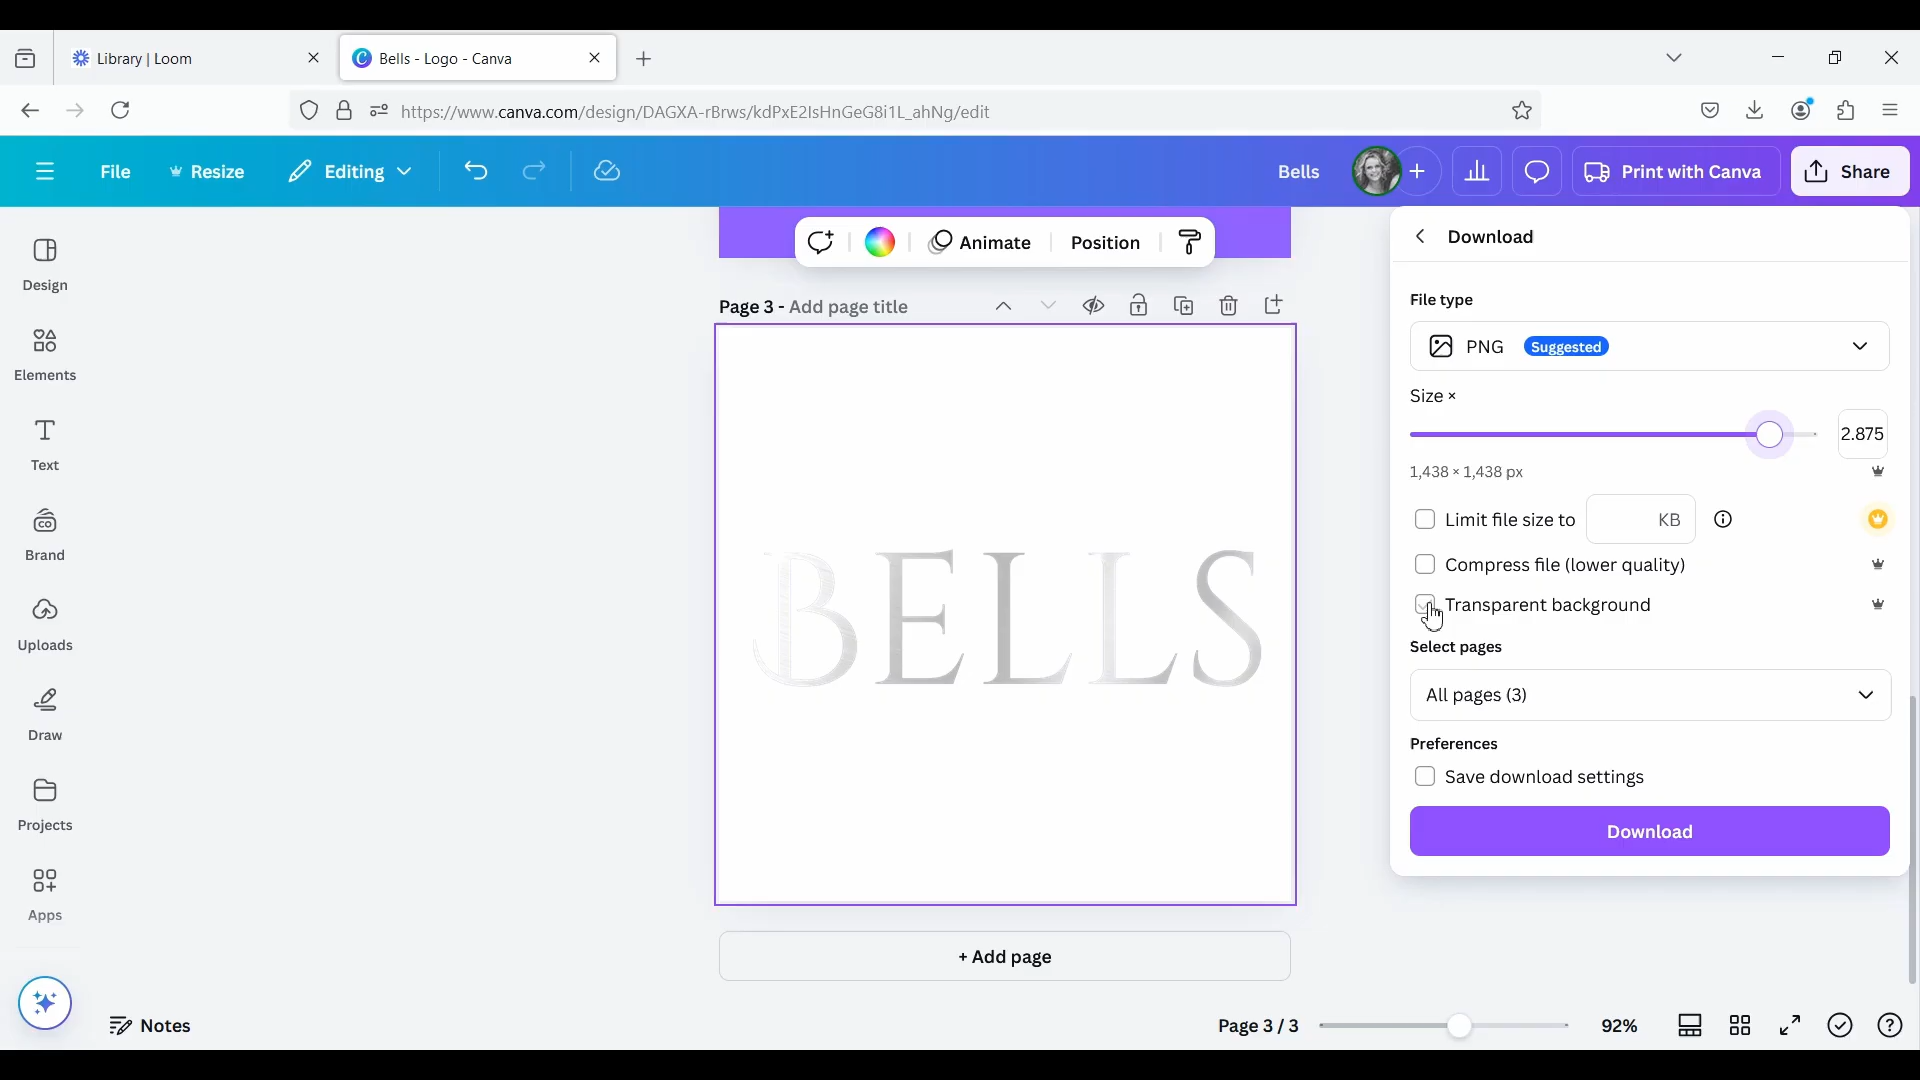 Library | Loom
Bells - Logo - Canva
https://www.canva.com/design/DAGXA-rBrws/kdPxE2IsHnGeG8i1L_ahNg/edit
File
Resize
Editing
Bells
Print with Canva
Share
Animate
Position
Download
Design
Page 3 - Add page title
File type
PNG Suggested
Elements
Size ×
2.875
Text
1,438 × 1,438 px
Limit file size to KB
Brand
Compress file (lower quality)
Transparent background
BELLS
Uploads
Select pages
All pages (3)
Draw
Preferences
Save download settings
Projects
Download
Apps
+ Add page
Notes
Page 3 / 3
92%